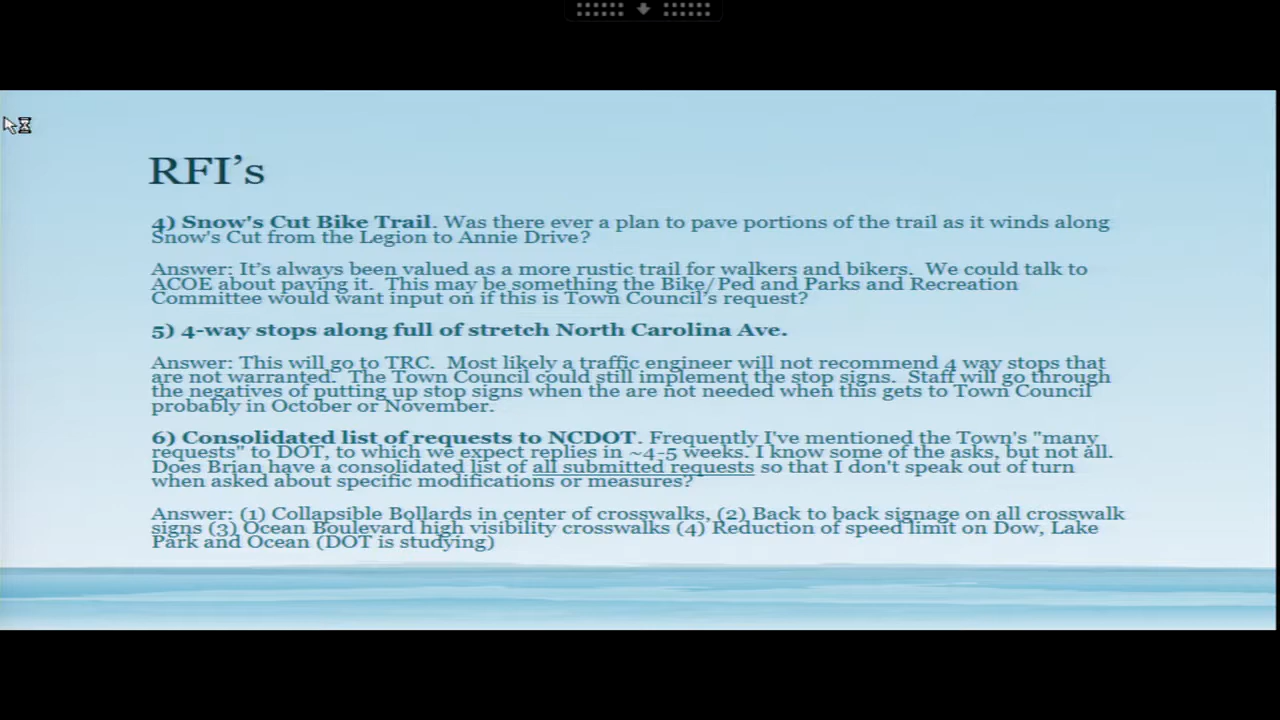 RFI’s
4) Snow's Cut Bike Trail. Was there ever a plan to pave portions of the trail as it winds along
Snow's Cut from the Legion to Annie Drive?
Answer: It’s always been valued as a more rustic trail for walkers and bikers.  We could talk to
ACOE about paving it.  This may be something the Bike/Ped and Parks and Recreation
Committee would want input on if this is Town Council’s request?
5) 4-way stops along full of stretch North Carolina Ave.
Answer: This will go to TRC.  Most likely a traffic engineer will not recommend 4 way stops that
are not warranted.  The Town Council could still implement the stop signs.  Staff will go through
the negatives of putting up stop signs when the are not needed when this gets to Town Council
probably in October or November.
6) Consolidated list of requests to NCDOT. Frequently I've mentioned the Town's "many
requests" to DOT, to which we expect replies in ~4-5 weeks. I know some of the asks, but not all.
Does Brian have a consolidated list of all submitted requests so that I don't speak out of turn
when asked about specific modifications or measures?
Answer: (1) Collapsible Bollards in center of crosswalks, (2) Back to back signage on all crosswalk
signs (3) Ocean Boulevard high visibility crosswalks (4) Reduction of speed limit on Dow, Lake
Park and Ocean (DOT is studying)